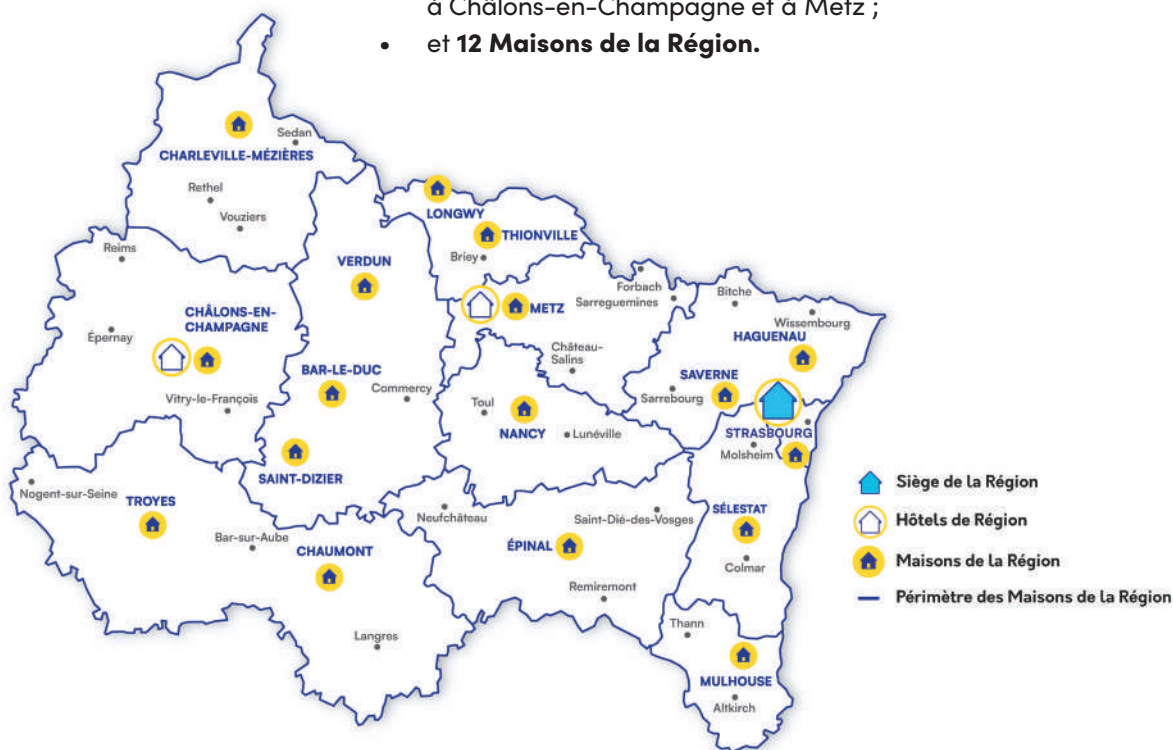 à Châlons-en-Champagne et à Metz ;
• et 12 Maisons de la Région.
Sedan
CHARLEVILLE-MÉZIÈRES
Rethel
Vouziers
LONGWY
THIONVILLE
Briey
Reims
VERDUN
Forbach
Sarreguemines
Bitche
METZ
CHÂLONS-EN-
CHAMPAGNE
Wissembourg
HAGUENAU
Épernay
Château-
Salins
BAR-LE-DUC
Commercy
SAVERNE
Sarrebourg
Vitry-le-François
Toul
NANCY
Lunéville
STRASBOURG
Molsheim
SAINT-DIZIER
Nogent-sur-Seine
TROYES
Neufchâteau
Saint-Dié-des-Vosges
SÉLESTAT
Bar-sur-Aube
CHAUMONT
ÉPINAL
Colmar
Remiremont
Langres
Thann
MULHOUSE
Altkirch
Siège de la Région
Hôtels de Région
Maisons de la Région
Périmètre des Maisons de la Région